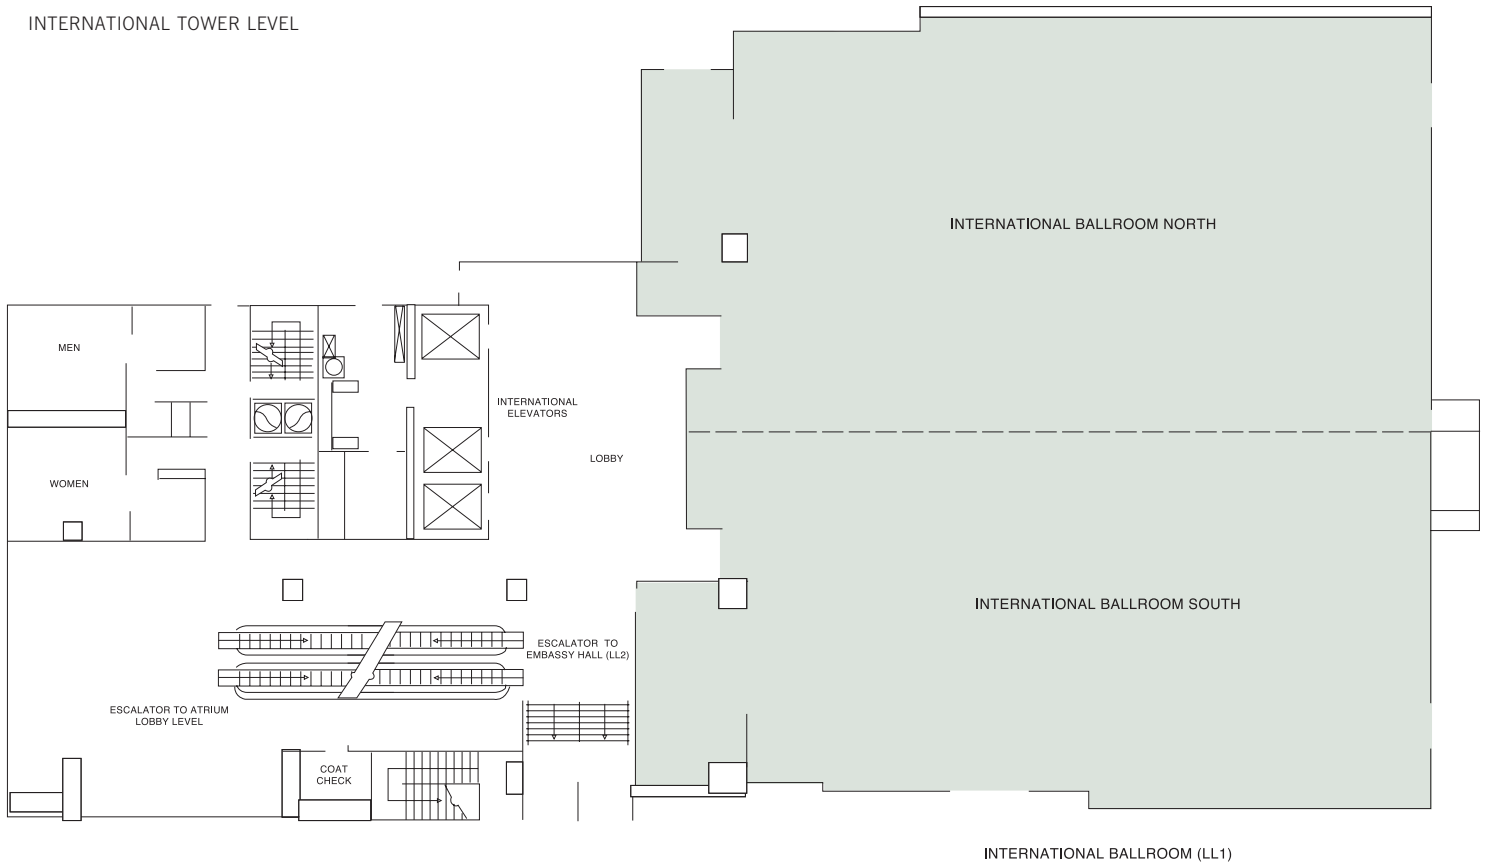 INTERNATIONAL TOWER LEVEL
INTERNATIONAL BALLROOM NORTH
MEN
INTERNATIONAL
ELEVATORS
LOBBY
WOMEN
INTERNATIONAL BALLROOM SOUTH
ESCALATOR TO
EMBASSY HALL (LL2)
ESCALATOR TO ATRIUM
LOBBY LEVEL
COAT
CHECK
INTERNATIONAL BALLROOM (LL1)